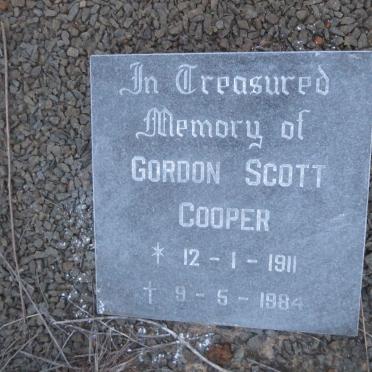 In Treasured
Memory of
GORDON SCOTT
COOPER
* 12 - 1 - 1911
† 9 - 5 - 1984